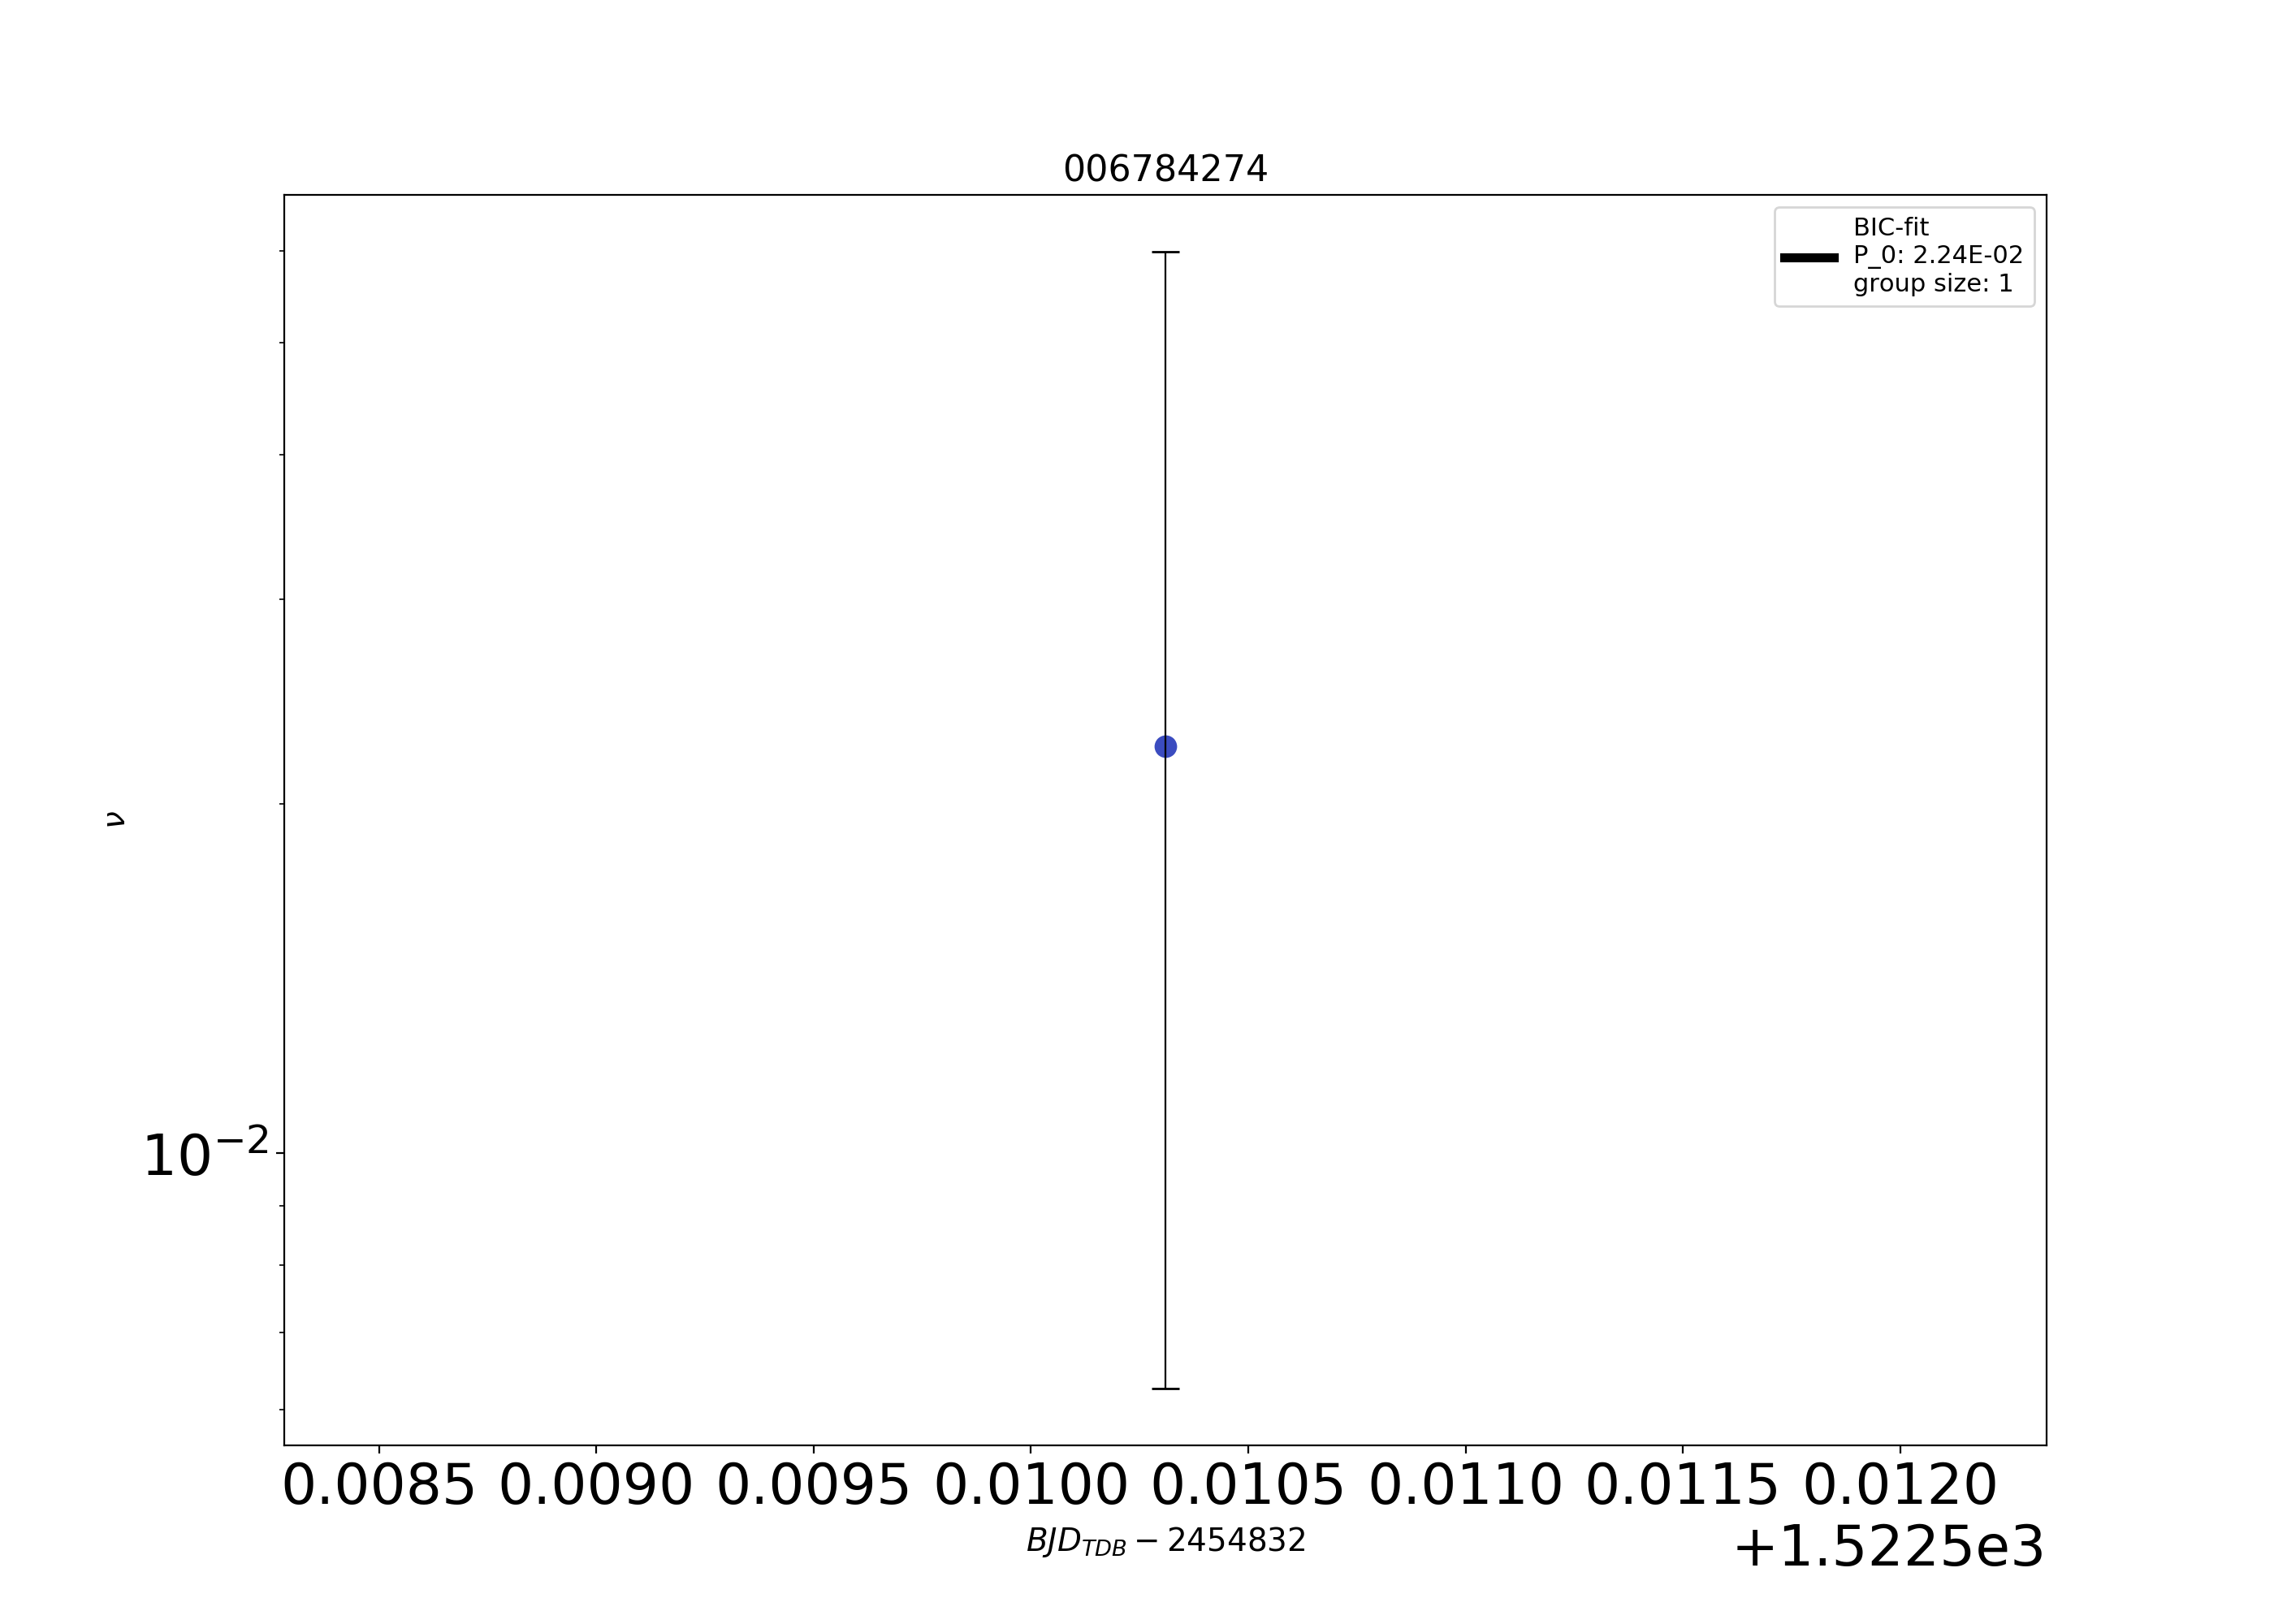 006784274
BIC-fit
P_0: 2.24E-02
group size: 1
ν
10⁻²
0.0085 0.0090 0.0095 0.0100 0.0105 0.0110 0.0115 0.0120
BJD_TDB − 2454832
+1.5225e3